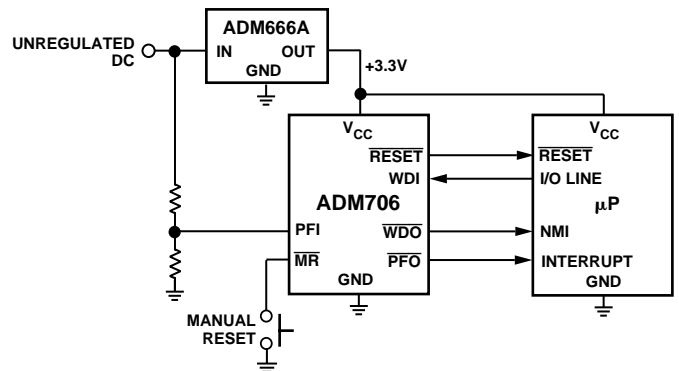 ADM666A
UNREGULATED
DC
IN
OUT
GND
+3.3V
VCC
VCC
RESET
RESET
WDI
I/O LINE
ADM706
μP
PFI
WDO
NMI
MR
PFO
INTERRUPT
GND
GND
MANUAL
RESET